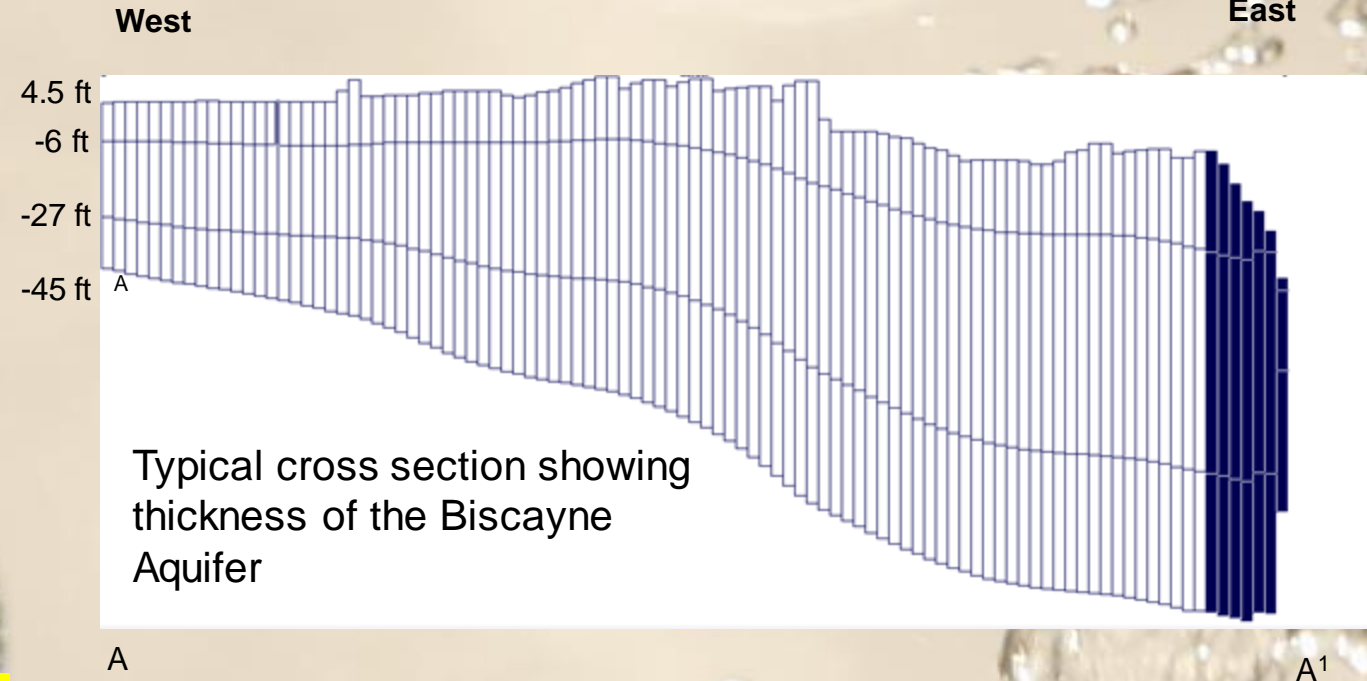 West
East
4.5 ft
-6 ft
-27 ft
-45 ft
A
Typical cross section showing
thickness of the Biscayne
Aquifer
A
A¹